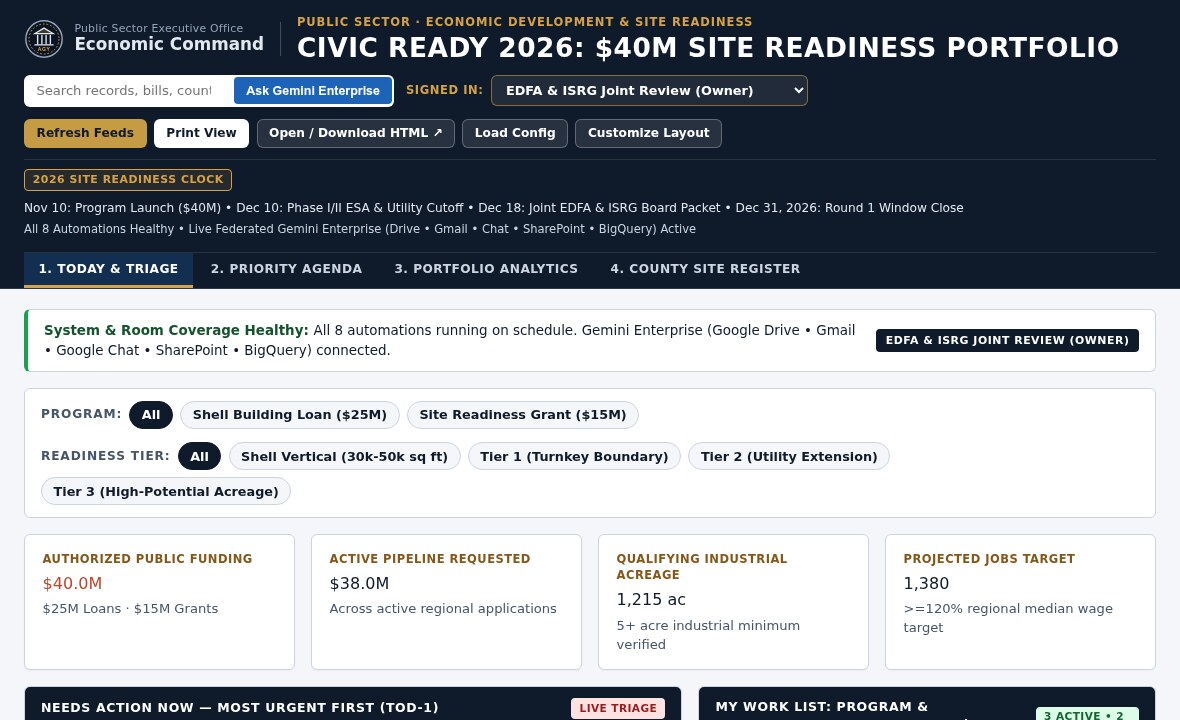 AGY
Public Sector Executive Office
Economic Command
PUBLIC SECTOR · ECONOMIC DEVELOPMENT & SITE READINESS
CIVIC READY 2026: $40M SITE READINESS PORTFOLIO
Search records, bills, count
Ask Gemini Enterprise
SIGNED IN:
EDFA & ISRG Joint Review (Owner)
Refresh Feeds
Print View
Open / Download HTML ↗
Load Config
Customize Layout
2026 SITE READINESS CLOCK
Nov 10: Program Launch ($40M) • Dec 10: Phase I/II ESA & Utility Cutoff • Dec 18: Joint EDFA & ISRG Board Packet • Dec 31, 2026: Round 1 Window Close
All 8 Automations Healthy • Live Federated Gemini Enterprise (Drive • Gmail • Chat • SharePoint • BigQuery) Active
1. TODAY & TRIAGE
2. PRIORITY AGENDA
3. PORTFOLIO ANALYTICS
4. COUNTY SITE REGISTER
System & Room Coverage Healthy: All 8 automations running on schedule. Gemini Enterprise (Google Drive • Gmail
• Google Chat • SharePoint • BigQuery) connected.
EDFA & ISRG JOINT REVIEW (OWNER)
PROGRAM:
All
Shell Building Loan ($25M)
Site Readiness Grant ($15M)
READINESS TIER:
All
Shell Vertical (30k-50k sq ft)
Tier 1 (Turnkey Boundary)
Tier 2 (Utility Extension)
Tier 3 (High-Potential Acreage)
AUTHORIZED PUBLIC FUNDING
$40.0M
$25M Loans · $15M Grants
ACTIVE PIPELINE REQUESTED
$38.0M
Across active regional applications
QUALIFYING INDUSTRIAL
ACREAGE
1,215 ac
5+ acre industrial minimum
verified
PROJECTED JOBS TARGET
1,380
>=120% regional median wage
target
NEEDS ACTION NOW — MOST URGENT FIRST (TOD-1)
LIVE TRIAGE
MY WORK LIST: PROGRAM &
3 ACTIVE • 2